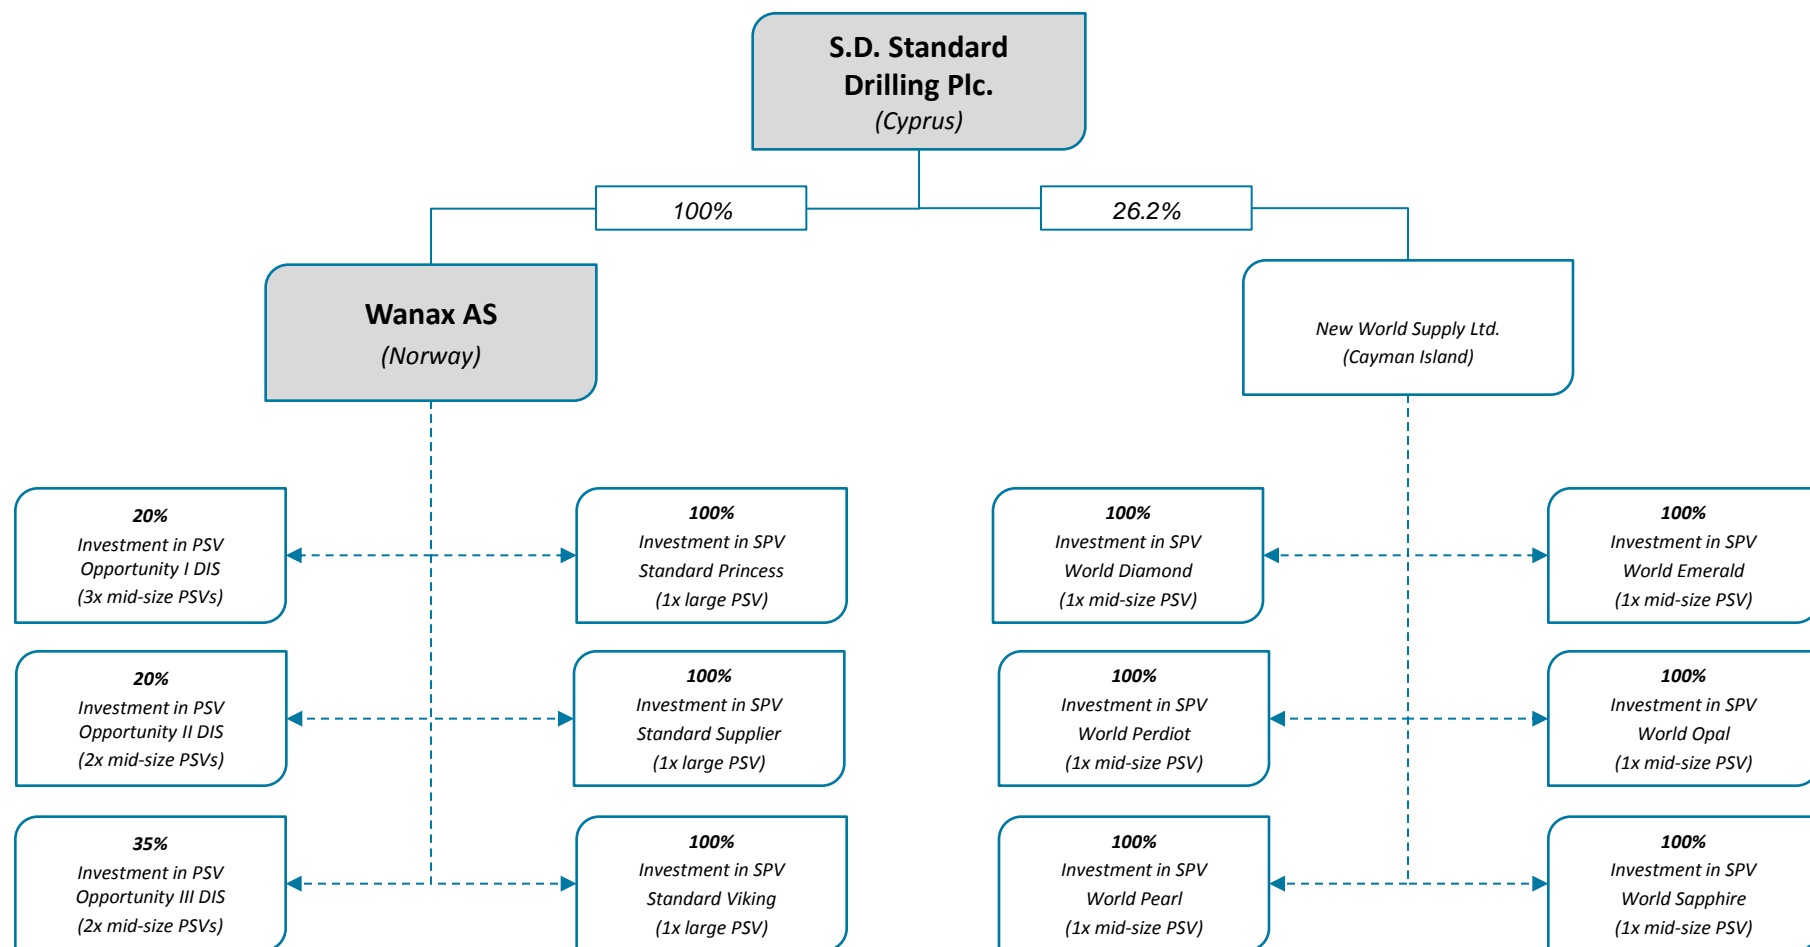 S.D. Standard
Drilling Plc.
(Cyprus)
100%
26.2%
Wanax AS
(Norway)
New World Supply Ltd.
(Cayman Island)
20%
Investment in PSV
Opportunity I DIS
(3x mid-size PSVs)
100%
Investment in SPV
Standard Princess
(1x large PSV)
100%
Investment in SPV
World Diamond
(1x mid-size PSV)
100%
Investment in SPV
World Emerald
(1x mid-size PSV)
20%
Investment in PSV
Opportunity II DIS
(2x mid-size PSVs)
100%
Investment in SPV
Standard Supplier
(1x large PSV)
100%
Investment in SPV
World Perdiot
(1x mid-size PSV)
100%
Investment in SPV
World Opal
(1x mid-size PSV)
35%
Investment in PSV
Opportunity III DIS
(2x mid-size PSVs)
100%
Investment in SPV
Standard Viking
(1x large PSV)
100%
Investment in SPV
World Pearl
(1x mid-size PSV)
100%
Investment in SPV
World Sapphire
(1x mid-size PSV)